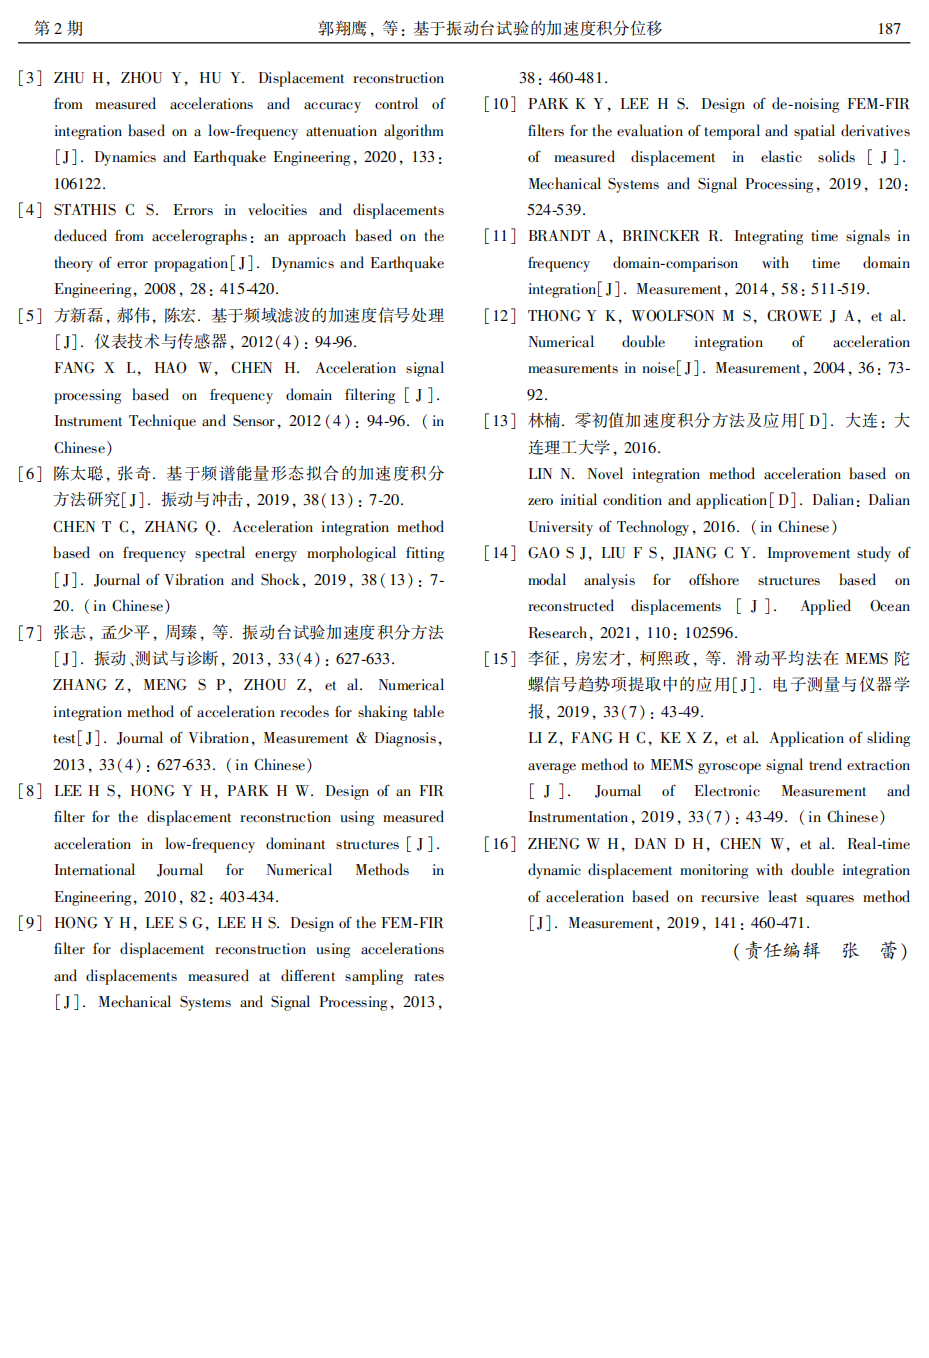 第 2 期
郭翔鹰, 等: 基于振动台试验的加速度积分位移
187
[3] ZHU H, ZHOU Y, HU Y. Displacement reconstruction
from measured accelerations and accuracy control of
integration based on a low-frequency attenuation algorithm
[J]. Dynamics and Earthquake Engineering, 2020, 133:
106122.
[4] STATHIS C S. Errors in velocities and displacements
deduced from accelerographs: an approach based on the
theory of error propagation[J]. Dynamics and Earthquake
Engineering, 2008, 28: 415-420.
[5] 方新磊, 郝伟, 陈宏. 基于频域滤波的加速度信号处理
[J]. 仪表技术与传感器, 2012(4): 94-96.
FANG X L, HAO W, CHEN H. Acceleration signal
processing based on frequency domain filtering [J].
Instrument Technique and Sensor, 2012(4): 94-96. (in
Chinese)
[6] 陈太聪, 张奇. 基于频谱能量形态拟合的加速度积分
方法研究[J]. 振动与冲击, 2019, 38(13): 7-20.
CHEN T C, ZHANG Q. Acceleration integration method
based on frequency spectral energy morphological fitting
[J]. Journal of Vibration and Shock, 2019, 38(13): 7-
20. (in Chinese)
[7] 张志, 孟少平, 周臻, 等. 振动台试验加速度积分方法
[J]. 振动、测试与诊断, 2013, 33(4): 627-633.
ZHANG Z, MENG S P, ZHOU Z, et al. Numerical
integration method of acceleration recodes for shaking table
test[J]. Journal of Vibration, Measurement & Diagnosis,
2013, 33(4): 627-633. (in Chinese)
[8] LEE H S, HONG Y H, PARK H W. Design of an FIR
filter for the displacement reconstruction using measured
acceleration in low-frequency dominant structures [J].
International Journal for Numerical Methods in
Engineering, 2010, 82: 403-434.
[9] HONG Y H, LEE S G, LEE H S. Design of the FEM-FIR
filter for displacement reconstruction using accelerations
and displacements measured at different sampling rates
[J]. Mechanical Systems and Signal Processing, 2013,
38: 460-481.
[10] PARK K Y, LEE H S. Design of de-noising FEM-FIR
filters for the evaluation of temporal and spatial derivatives
of measured displacement in elastic solids [J].
Mechanical Systems and Signal Processing, 2019, 120:
524-539.
[11] BRANDT A, BRINCKER R. Integrating time signals in
frequency domain-comparison with time domain
integration[J]. Measurement, 2014, 58: 511-519.
[12] THONG Y K, WOOLFSON M S, CROWE J A, et al.
Numerical double integration of acceleration
measurements in noise[J]. Measurement, 2004, 36: 73-
92.
[13] 林楠. 零初值加速度积分方法及应用[D]. 大连: 大
连理工大学, 2016.
LIN N. Novel integration method acceleration based on
zero initial condition and application[D]. Dalian: Dalian
University of Technology, 2016. (in Chinese)
[14] GAO S J, LIU F S, JIANG C Y. Improvement study of
modal analysis for offshore structures based on
reconstructed displacements [J]. Applied Ocean
Research, 2021, 110: 102596.
[15] 李征, 房宏才, 柯熙政, 等. 滑动平均法在 MEMS 陀
螺信号趋势项提取中的应用[J]. 电子测量与仪器学
报, 2019, 33(7): 43-49.
LI Z, FANG H C, KE X Z, et al. Application of sliding
average method to MEMS gyroscope signal trend extraction
[J]. Journal of Electronic Measurement and
Instrumentation, 2019, 33(7): 43-49. (in Chinese)
[16] ZHENG W H, DAN D H, CHEN W, et al. Real-time
dynamic displacement monitoring with double integration
of acceleration based on recursive least squares method
[J]. Measurement, 2019, 141: 460-471.
(责任编辑 张 蕾)